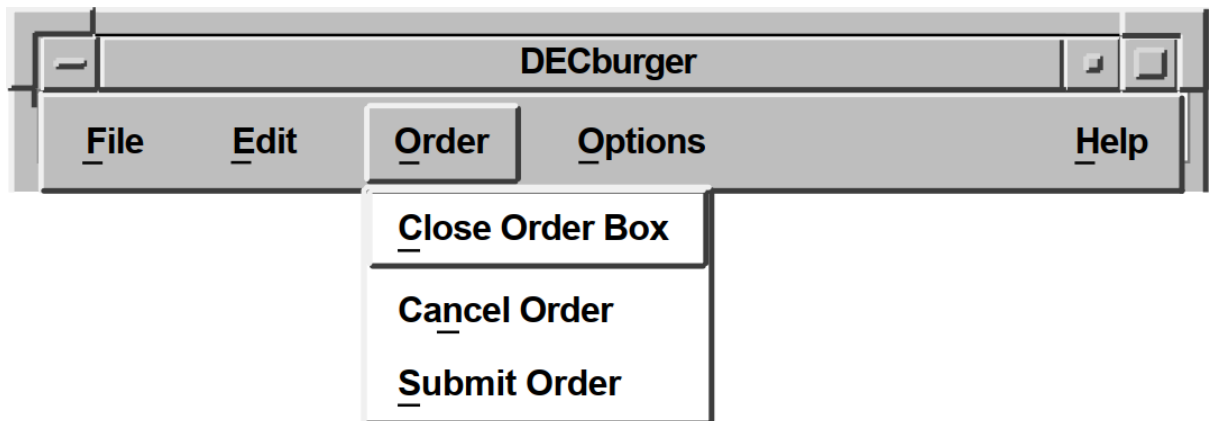 DECburger
File Edit Order Options Help
Close Order Box
Cancel Order
Submit Order